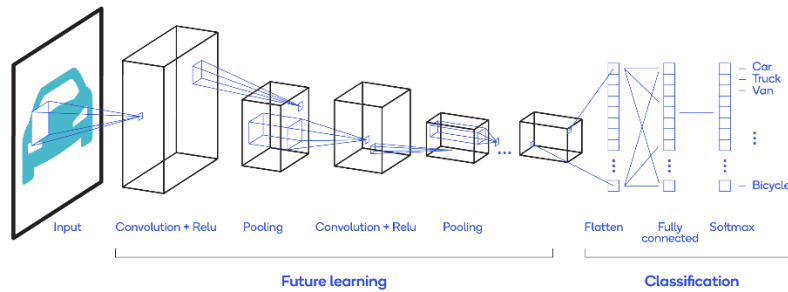 Car
Truck
Van
Bicycle
Input
Convolution + Relu
Pooling
Convolution + Relu
Pooling
Flatten
Fully
connected
Softmax
Future learning
Classification